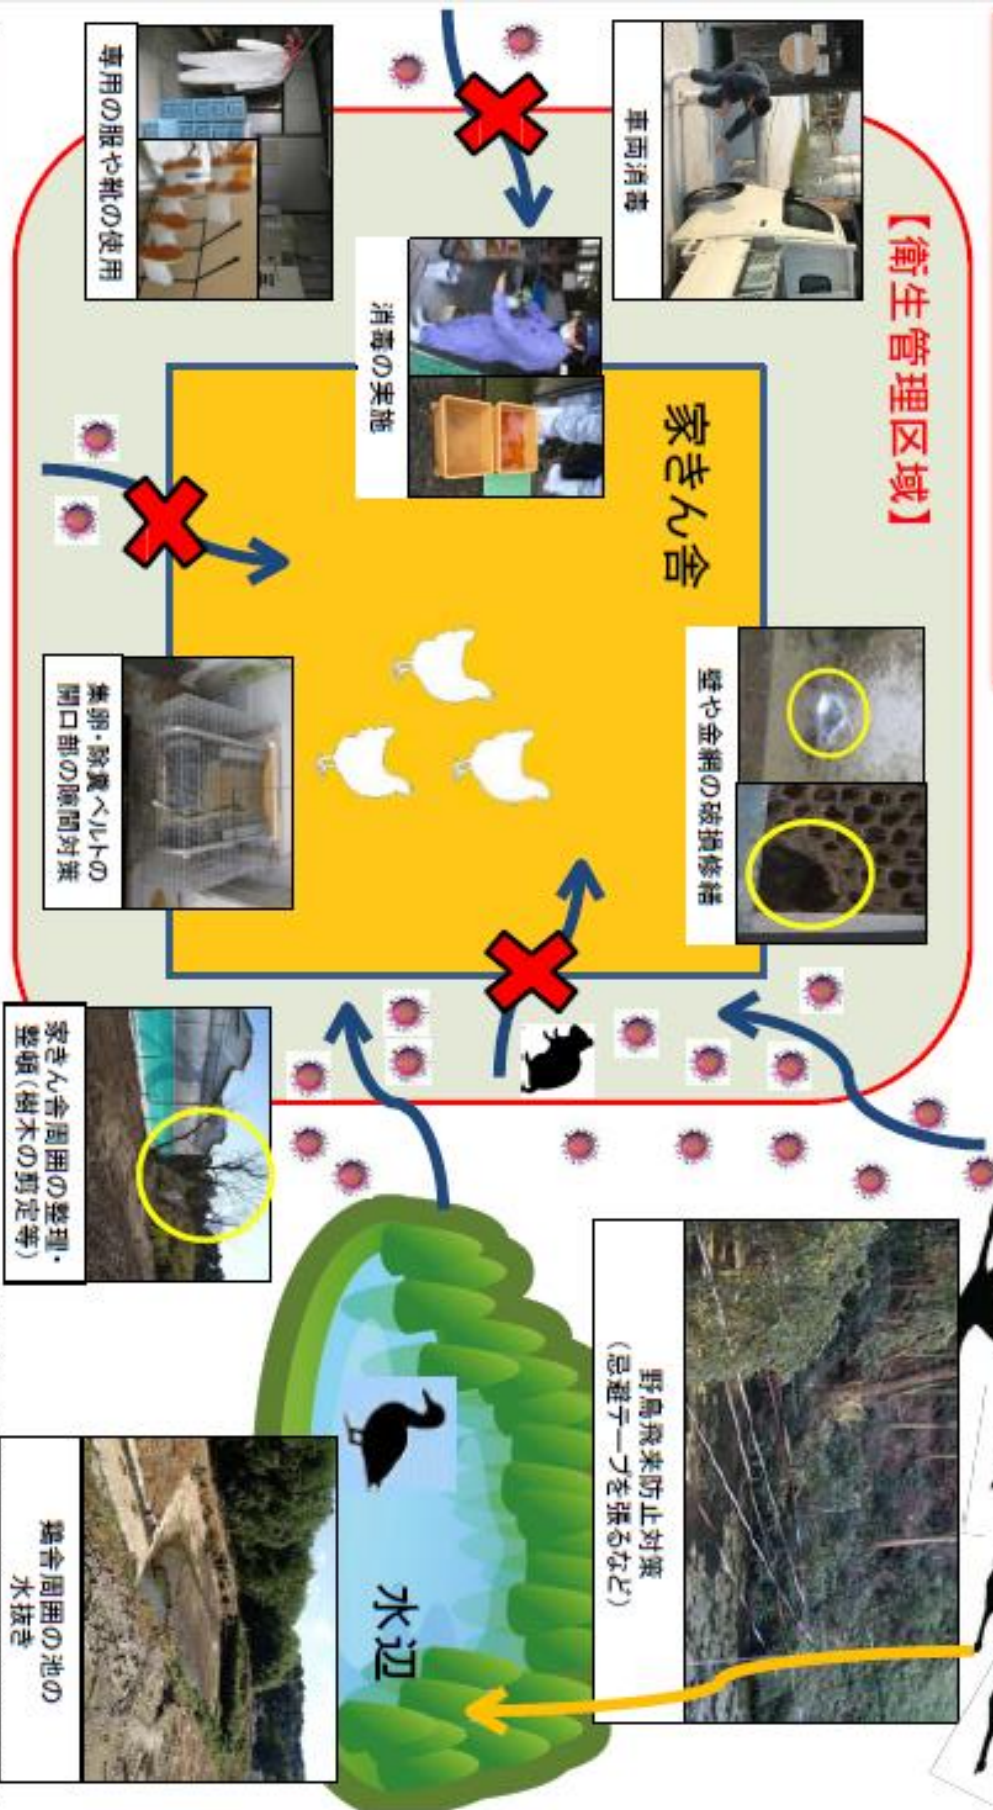 【衛生管理区域】
車両消毒
専用の服や靴の使用
消毒の実施
家きん舎
壁や金網の破損修繕
集卵・除糞ベルトの
開口部の隙間対策
家きん舎周囲の整理・
整頓(樹木の剪定等)
野鳥飛来防止対策
(忌避テープを張るなど)
水辺
鶏舎周囲の池の
水抜き